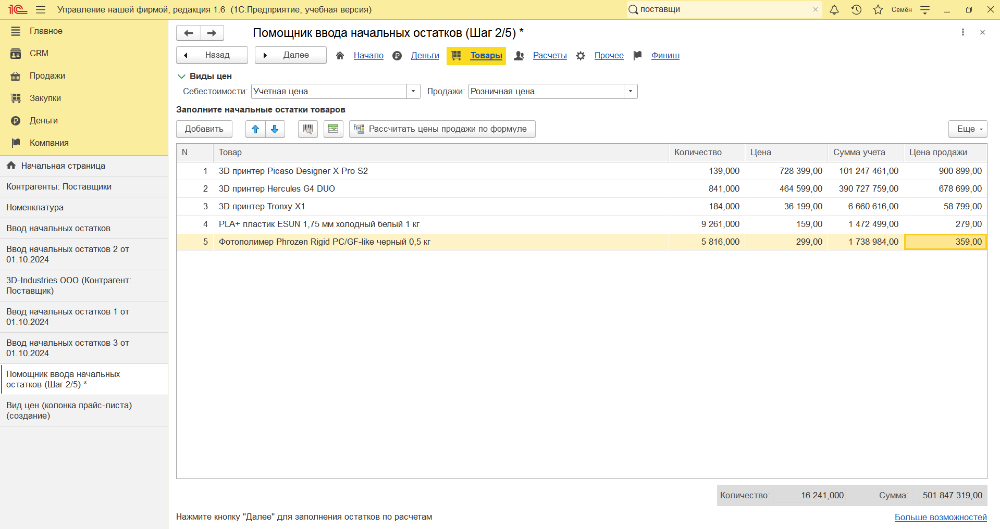 1С Управление нашей фирмой, редакция 1.6 (1С:Предприятие, учебная версия) поставщи Семён
Главное
CRM
Продажи
Закупки
Деньги
Компания
Начальная страница
Контрагенты: Поставщики
Номенклатура
Ввод начальных остатков
Ввод начальных остатков 2 от
01.10.2024
3D-Industries ООО (Контрагент:
Поставщик)
Ввод начальных остатков 1 от
01.10.2024
Ввод начальных остатков 3 от
01.10.2024
Помощник ввода начальных
остатков (Шаг 2/5) *
Вид цен (колонка прайс-листа)
(создание)
Помощник ввода начальных остатков (Шаг 2/5) *
Назад Далее Начало Деньги Товары Расчеты Прочее Финиш
Виды цен
Себестоимости: Учетная цена Продажи: Розничная цена
Заполните начальные остатки товаров
Добавить Рассчитать цены продажи по формуле Еще
N Товар Количество Цена Сумма учета Цена продажи
1 3D принтер Picaso Designer X Pro S2 139,000 728 399,00 101 247 461,00 900 899,00
2 3D принтер Hercules G4 DUO 841,000 464 599,00 390 727 759,00 678 699,00
3 3D принтер Tronxy X1 184,000 36 199,00 6 660 616,00 58 799,00
4 PLA+ пластик ESUN 1,75 мм холодный белый 1 кг 9 261,000 159,00 1 472 499,00 279,00
5 Фотополимер Phrozen Rigid PC/GF-like черный 0,5 кг 5 816,000 299,00 1 738 984,00 359,00
Количество: 16 241,000 Сумма: 501 847 319,00
Нажмите кнопку "Далее" для заполнения остатков по расчетам
Больше возможностей